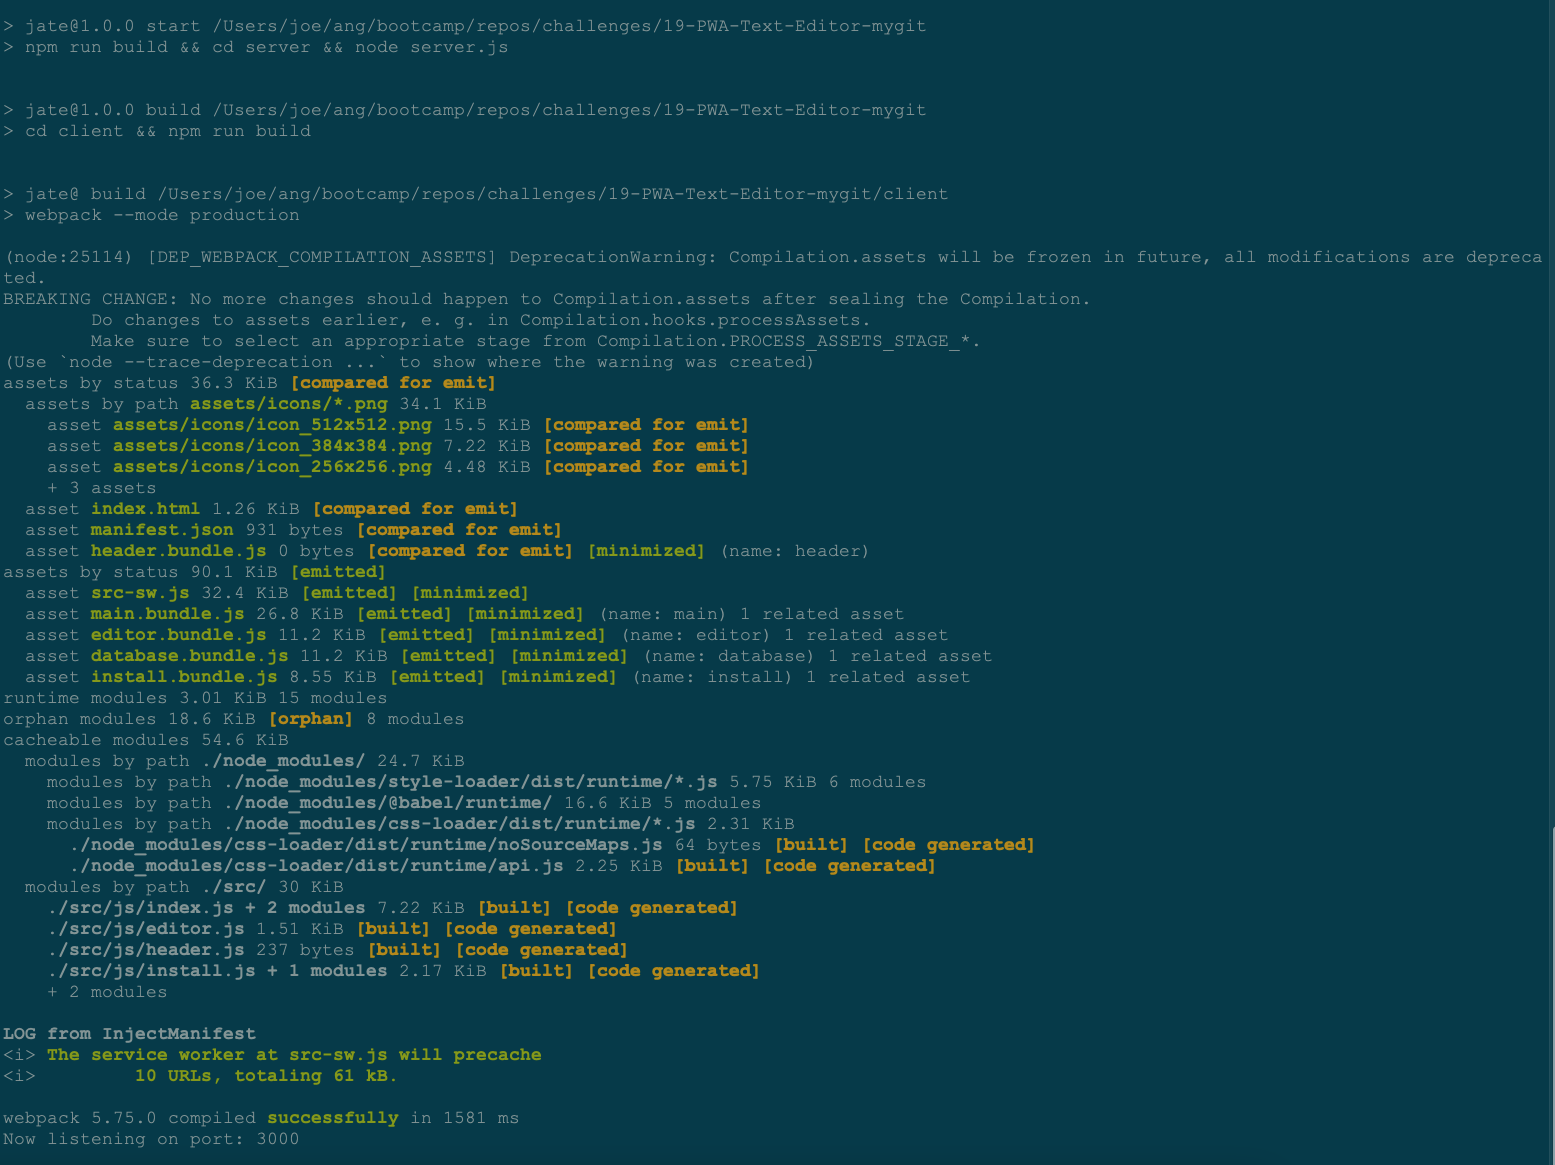 > jate@1.0.0 start /Users/joe/ang/bootcamp/repos/challenges/19-PWA-Text-Editor-mygit
> npm run build && cd server && node server.js
> jate@1.0.0 build /Users/joe/ang/bootcamp/repos/challenges/19-PWA-Text-Editor-mygit
> cd client && npm run build
> jate@ build /Users/joe/ang/bootcamp/repos/challenges/19-PWA-Text-Editor-mygit/client
> webpack --mode production
(node:25114) [DEP_WEBPACK_COMPILATION_ASSETS] DeprecationWarning: Compilation.assets will be frozen in future, all modifications are depreca
ted.
BREAKING CHANGE: No more changes should happen to Compilation.assets after sealing the Compilation.
        Do changes to assets earlier, e. g. in Compilation.hooks.processAssets.
        Make sure to select an appropriate stage from Compilation.PROCESS_ASSETS_STAGE_*.
(Use `node --trace-deprecation ...` to show where the warning was created)
assets by status 36.3 KiB [compared for emit]
  assets by path assets/icons/*.png 34.1 KiB
    asset assets/icons/icon_512x512.png 15.5 KiB [compared for emit]
    asset assets/icons/icon_384x384.png 7.22 KiB [compared for emit]
    asset assets/icons/icon_256x256.png 4.48 KiB [compared for emit]
    + 3 assets
  asset index.html 1.26 KiB [compared for emit]
  asset manifest.json 931 bytes [compared for emit]
  asset header.bundle.js 0 bytes [compared for emit] [minimized] (name: header)
assets by status 90.1 KiB [emitted]
  asset src-sw.js 32.4 KiB [emitted] [minimized]
  asset main.bundle.js 26.8 KiB [emitted] [minimized] (name: main) 1 related asset
  asset editor.bundle.js 11.2 KiB [emitted] [minimized] (name: editor) 1 related asset
  asset database.bundle.js 11.2 KiB [emitted] [minimized] (name: database) 1 related asset
  asset install.bundle.js 8.55 KiB [emitted] [minimized] (name: install) 1 related asset
runtime modules 3.01 KiB 15 modules
orphan modules 18.6 KiB [orphan] 8 modules
cacheable modules 54.6 KiB
  modules by path ./node_modules/ 24.7 KiB
    modules by path ./node_modules/style-loader/dist/runtime/*.js 5.75 KiB 6 modules
    modules by path ./node_modules/@babel/runtime/ 16.6 KiB 5 modules
    modules by path ./node_modules/css-loader/dist/runtime/*.js 2.31 KiB
      ./node_modules/css-loader/dist/runtime/noSourceMaps.js 64 bytes [built] [code generated]
      ./node_modules/css-loader/dist/runtime/api.js 2.25 KiB [built] [code generated]
  modules by path ./src/ 30 KiB
    ./src/js/index.js + 2 modules 7.22 KiB [built] [code generated]
    ./src/js/editor.js 1.51 KiB [built] [code generated]
    ./src/js/header.js 237 bytes [built] [code generated]
    ./src/js/install.js + 1 modules 2.17 KiB [built] [code generated]
    + 2 modules
LOG from InjectManifest
<i> The service worker at src-sw.js will precache
<i>         10 URLs, totaling 61 kB.
webpack 5.75.0 compiled successfully in 1581 ms
Now listening on port: 3000